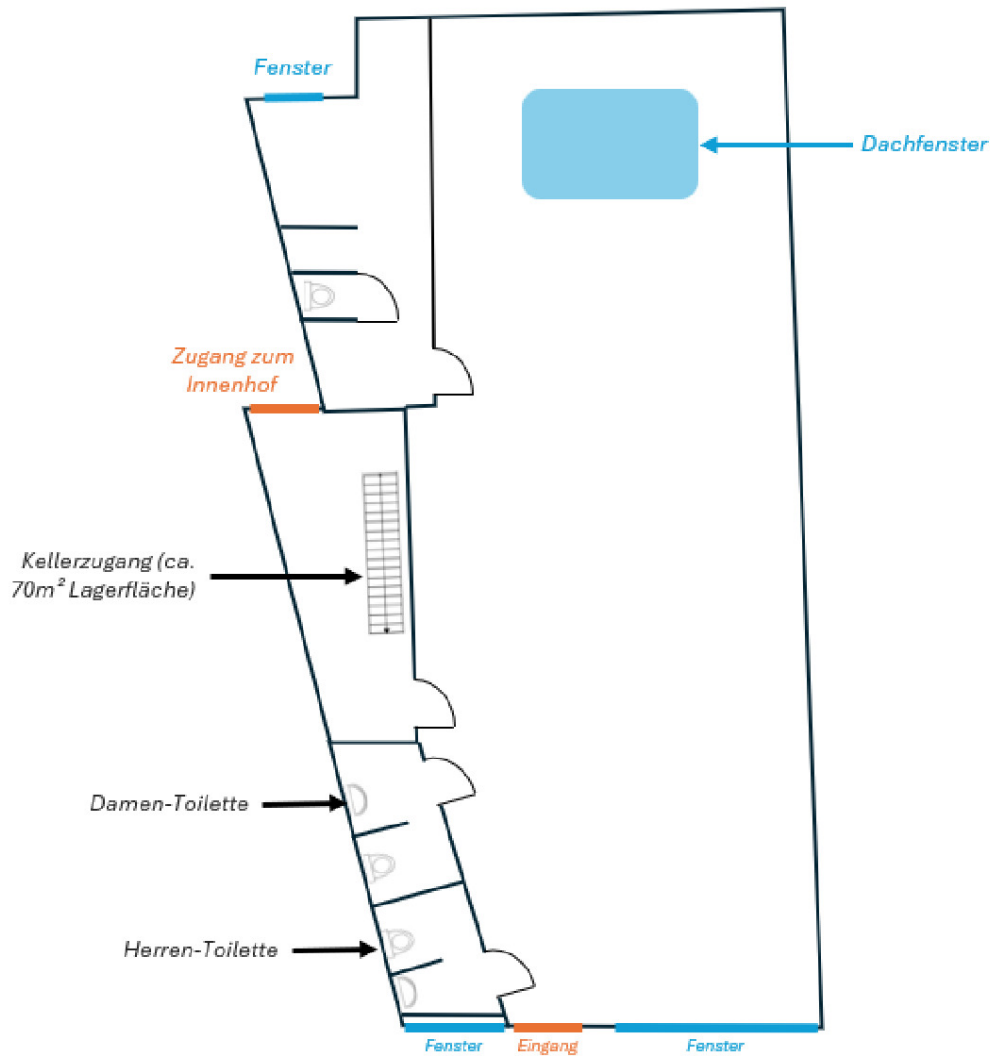 Fenster
Dachfenster
Zugang zum
Innenhof
Kellerzugang (ca.
70m² Lagerfläche)
Damen-Toilette
Herren-Toilette
Fenster
Eingang
Fenster